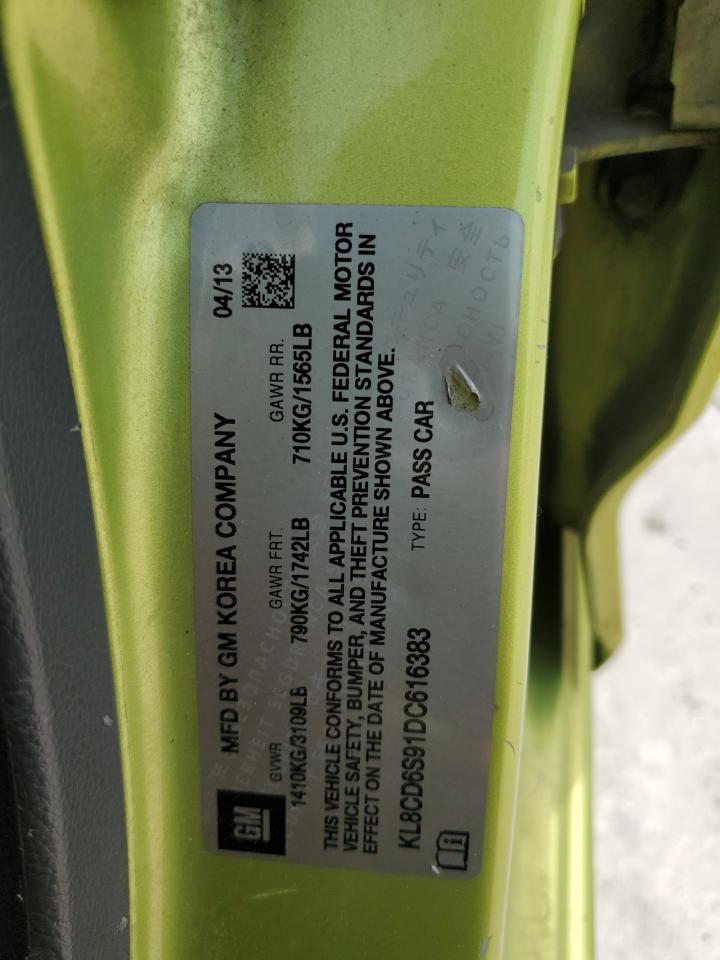 GM
MFD BY GM KOREA COMPANY 04/13
GVWR GAWR FRT. GAWR RR.
1410KG/3109LB 790KG/1742LB 710KG/1565LB
THIS VEHICLE CONFORMS TO ALL APPLICABLE U.S. FEDERAL MOTOR
VEHICLE SAFETY, BUMPER, AND THEFT PREVENTION STANDARDS IN
EFFECT ON THE DATE OF MANUFACTURE SHOWN ABOVE.
KL8CD6S91DC616383 TYPE: PASS CAR